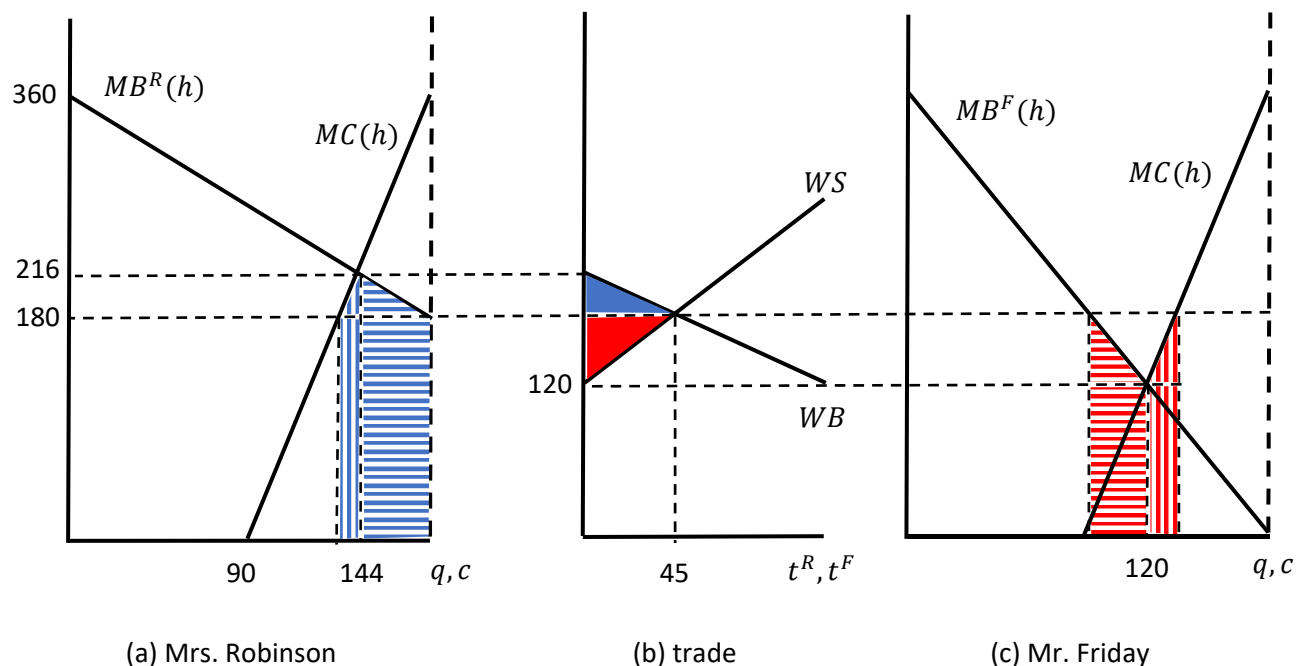 360
MB^R(h)
MC(h)
216
180
90
144
q, c
(a) Mrs. Robinson
WS
120
WB
45
t^R, t^F
(b) trade
MB^F(h)
MC(h)
120
q, c
(c) Mr. Friday